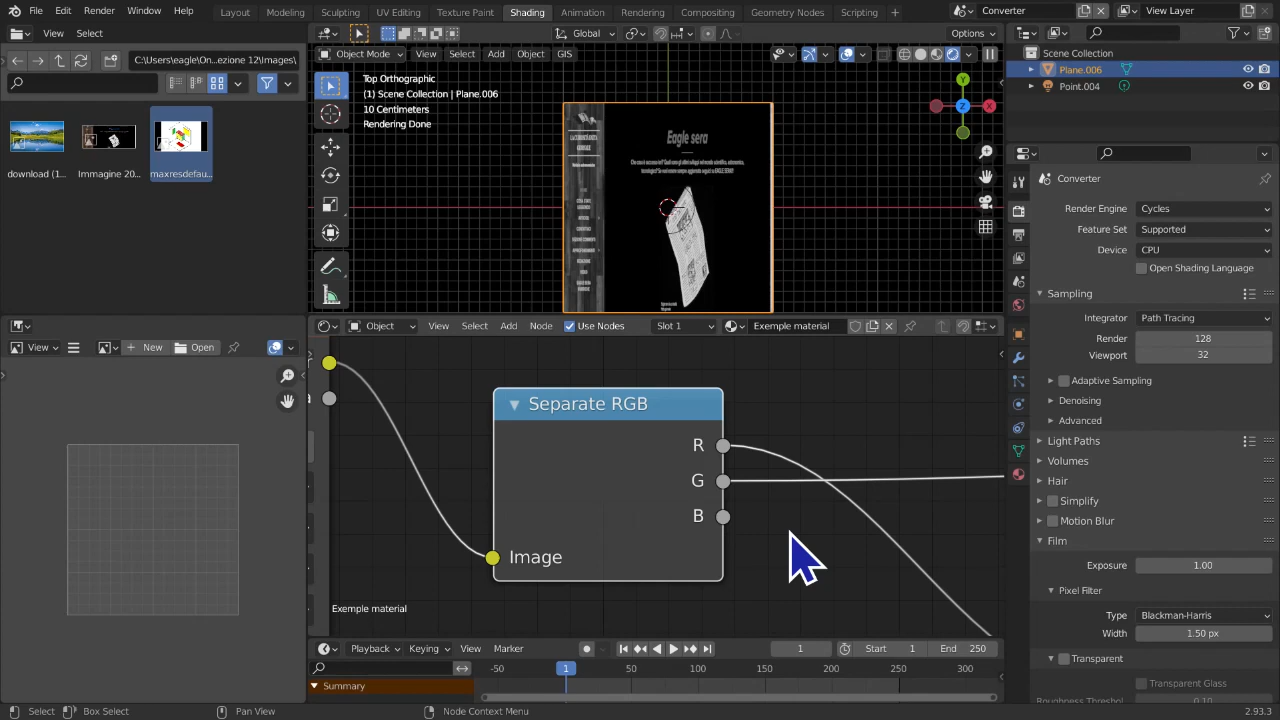 File Edit Render Window Help
Layout Modeling Sculpting UV Editing Texture Paint Shading Animation Rendering Compositing Geometry Nodes Scripting +
Converter
View Layer
View Select
Global
Options
C:\Users\eagle\On...ezione 12\Images\
Object Mode View Select Add Object GIS
Scene Collection
Plane.006
Point.004
Top Orthographic
(1) Scene Collection | Plane.006
10 Centimeters
Rendering Done
Z
Y
X
download (1...
Immagine 20...
maxresdefau...
Eagle sera
Converter
Render Engine Cycles
Feature Set Supported
Device CPU
Open Shading Language
Sampling
Integrator Path Tracing
Render 128
Viewport 32
Adaptive Sampling
Denoising
Advanced
Light Paths
Volumes
Hair
Simplify
Motion Blur
Film
Exposure 1.00
Pixel Filter
Type Blackman-Harris
Width 1.50 px
Transparent
Transparent Glass
0.10
View
New
Open
Object View Select Add Node Use Nodes Slot 1 Exemple material
Separate RGB
R
G
B
Image
Exemple material
Playback Keying View Marker 1 Start 1 End 250
-50 1 50 100 150 200 250 300
Summary
Select Box Select Pan View Node Context Menu 2.93.3